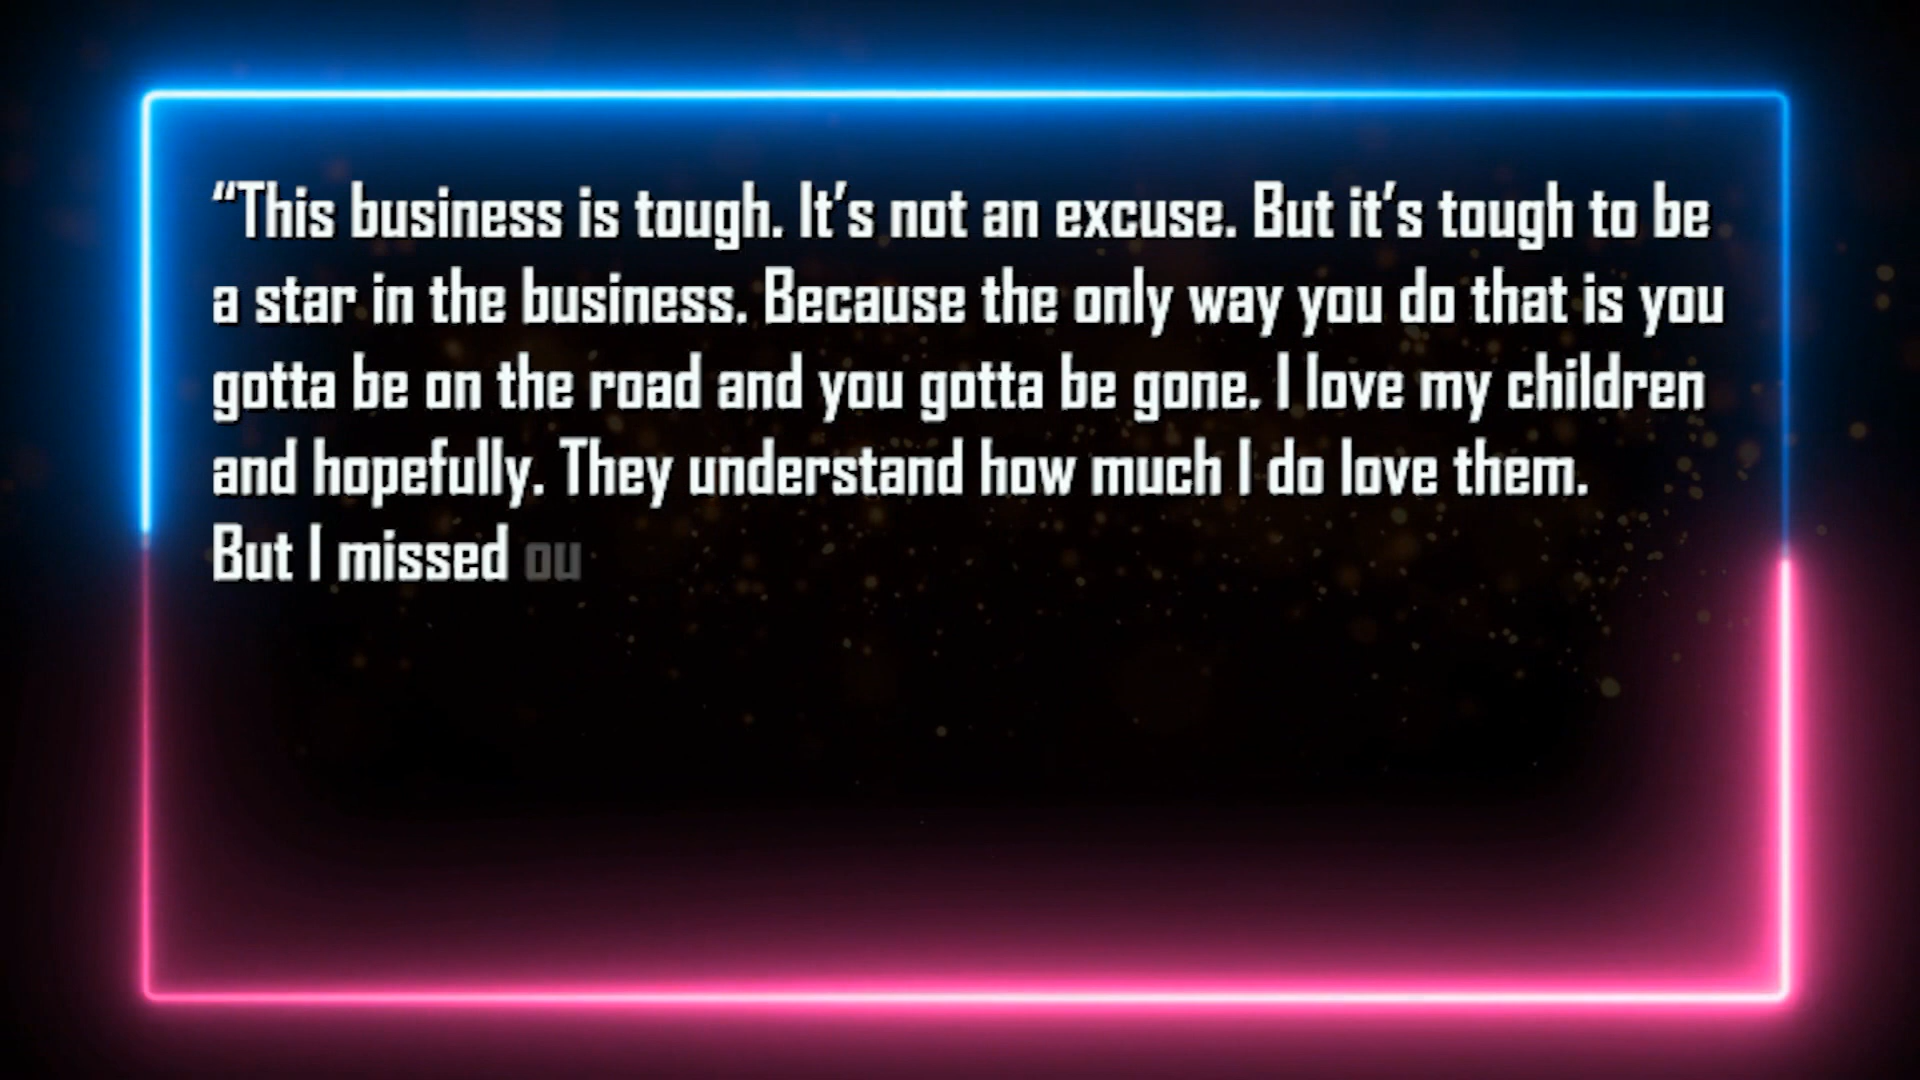 “This business is tough. It’s not an excuse. But it’s tough to be
a star in the business. Because the only way you do that is you
gotta be on the road and you gotta be gone. I love my children
and hopefully. They understand how much I do love them.
But I missed ou